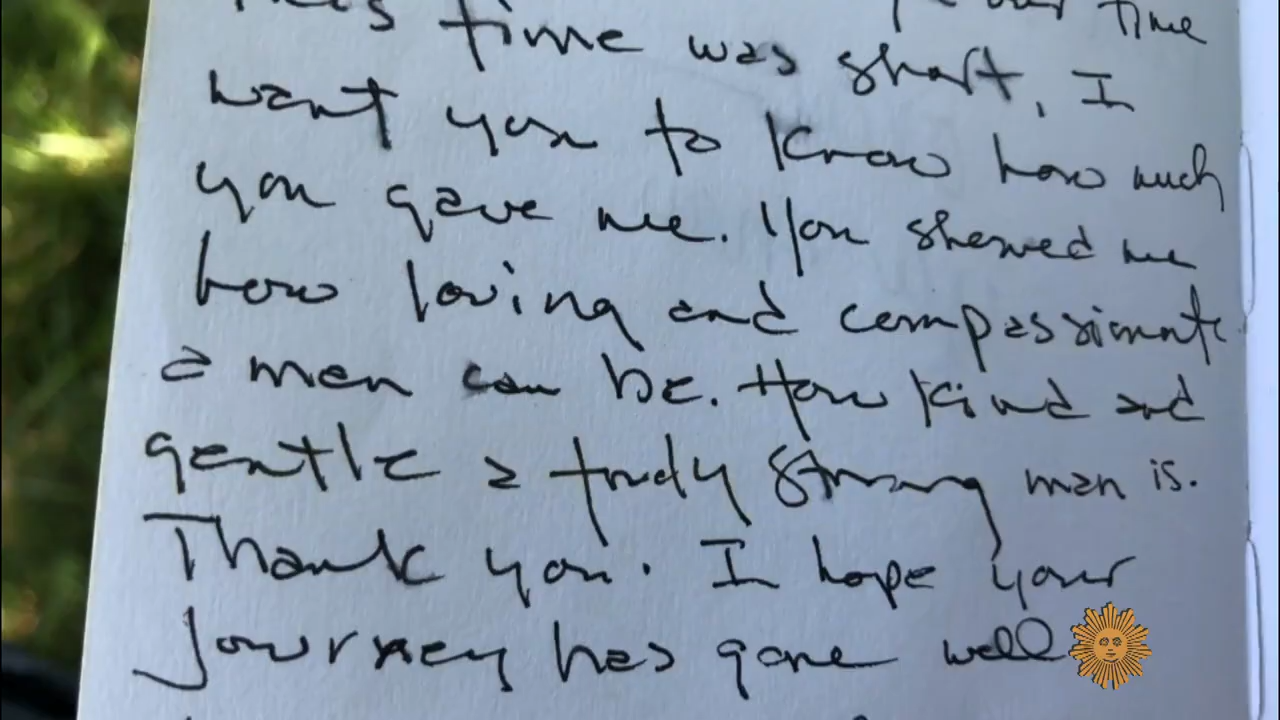 time
time was short, I
want you to know how much
you gave me. You showed me
how loving and compassionate
a man can be. How kind and
gentle a truly strong man is.
Thank you. I hope your
journey has gone well